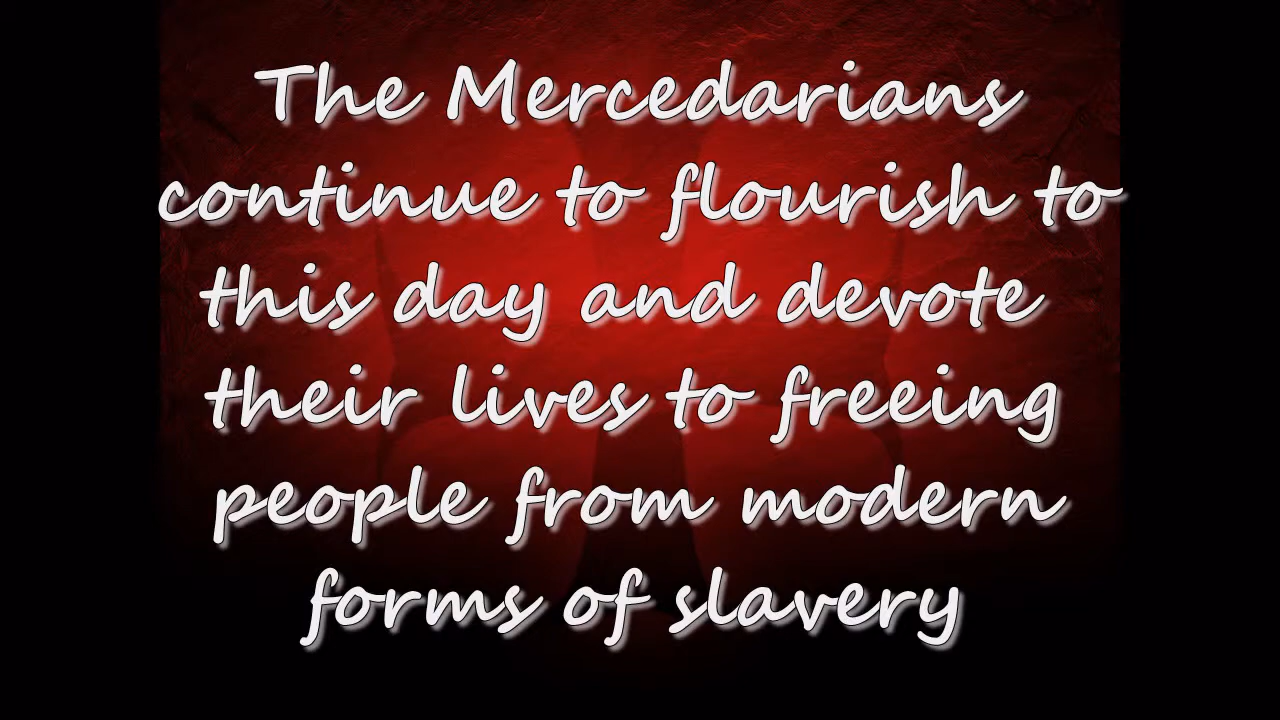 The Mercedarians
continue to flourish to
this day and devote
their lives to freeing
people from modern
forms of slavery